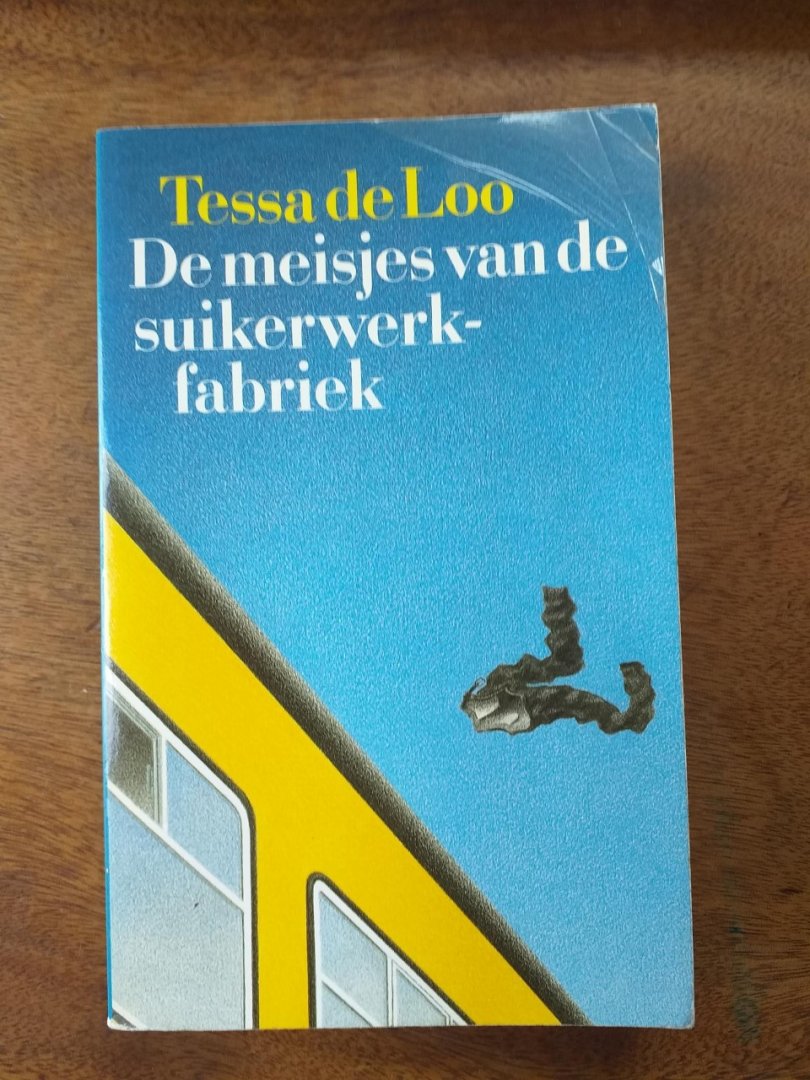 Tessa de Loo
De meisjes van de
suikerwerk-
fabriek